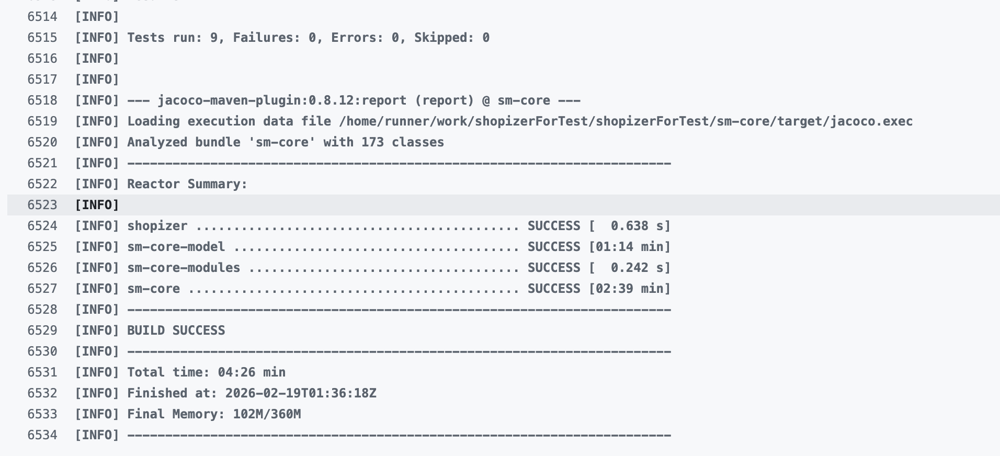 6514 [INFO]
6515 [INFO] Tests run: 9, Failures: 0, Errors: 0, Skipped: 0
6516 [INFO]
6517 [INFO]
6518 [INFO] --- jacoco-maven-plugin:0.8.12:report (report) @ sm-core ---
6519 [INFO] Loading execution data file /home/runner/work/shopizerForTest/shopizerForTest/sm-core/target/jacoco.exec
6520 [INFO] Analyzed bundle 'sm-core' with 173 classes
6521 [INFO] ------------------------------------------------------------------------
6522 [INFO] Reactor Summary:
6523 [INFO]
6524 [INFO] shopizer ........................................... SUCCESS [  0.638 s]
6525 [INFO] sm-core-model ...................................... SUCCESS [01:14 min]
6526 [INFO] sm-core-modules .................................... SUCCESS [  0.242 s]
6527 [INFO] sm-core ............................................ SUCCESS [02:39 min]
6528 [INFO] ------------------------------------------------------------------------
6529 [INFO] BUILD SUCCESS
6530 [INFO] ------------------------------------------------------------------------
6531 [INFO] Total time: 04:26 min
6532 [INFO] Finished at: 2026-02-19T01:36:18Z
6533 [INFO] Final Memory: 102M/360M
6534 [INFO] ------------------------------------------------------------------------